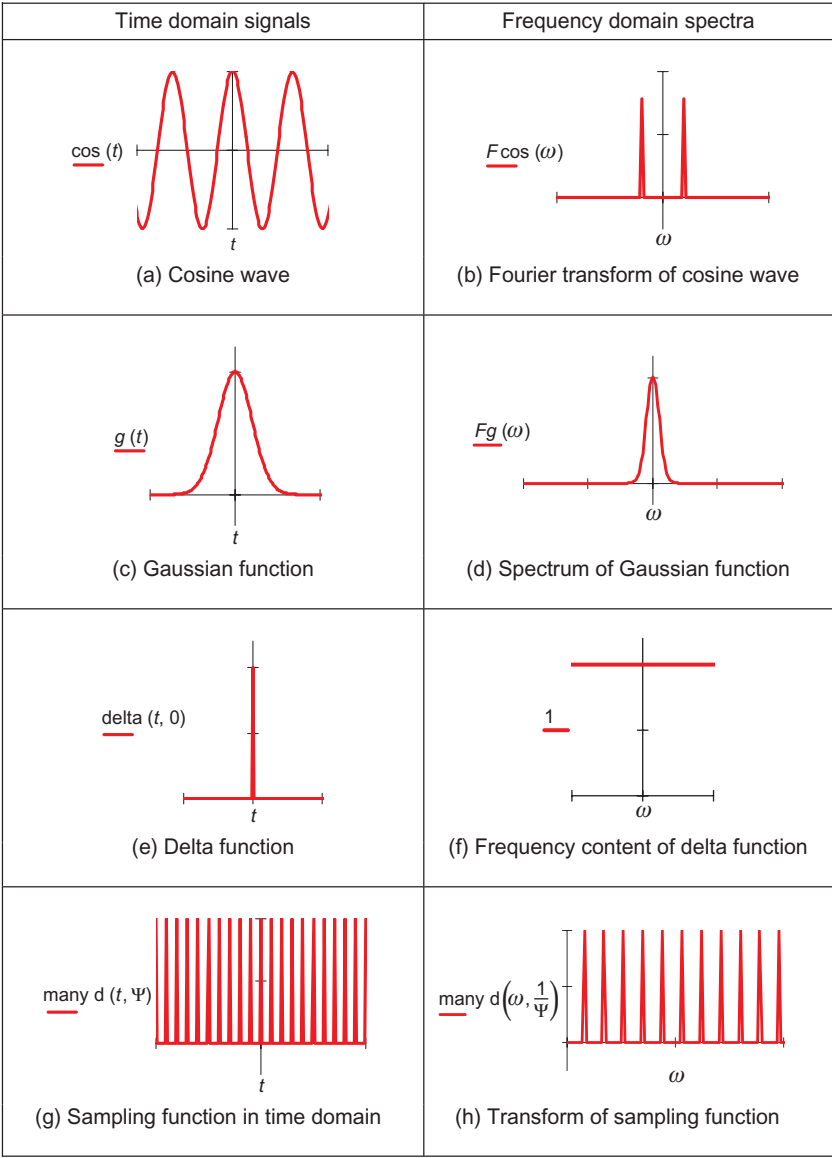 Time domain signals
Frequency domain spectra
cos (t)
t
(a) Cosine wave
F cos (ω)
ω
(b) Fourier transform of cosine wave
g (t)
t
(c) Gaussian function
Fg (ω)
ω
(d) Spectrum of Gaussian function
delta (t, 0)
t
(e) Delta function
1
ω
(f) Frequency content of delta function
many d (t, Ψ)
t
(g) Sampling function in time domain
many d(ω, 1/Ψ)
ω
(h) Transform of sampling function